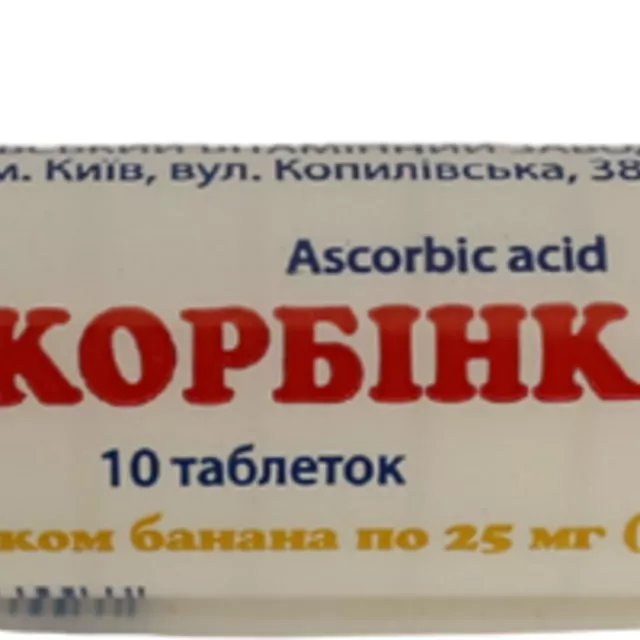 м. Київ, вул. Копилівська, 38
Ascorbic acid
КОРБІНК
10 таблеток
ком банана по 25 мг (